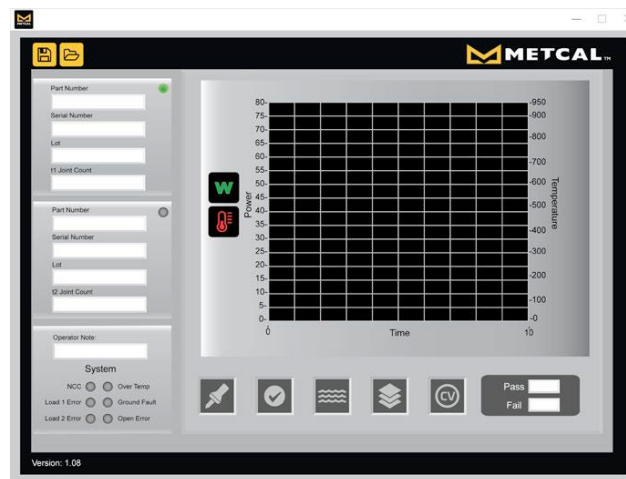 METCAL™
Part Number
Serial Number
Lot
t1 Joint Count
Part Number
Serial Number
Lot
t2 Joint Count
Operator Note:
System
NCC Over Temp
Load 1 Error Ground Fault
Load 2 Error Open Error
W
Power
80-
75-
70-
65-
60-
55-
50-
45-
40-
35-
30-
25-
20-
15-
10-
5-
0-
-950
-900
-800
-700
-600
-500
-400
-300
-200
-100
-0
Temperature
0 Time 10
CV
Pass
Fail
Version: 1.08